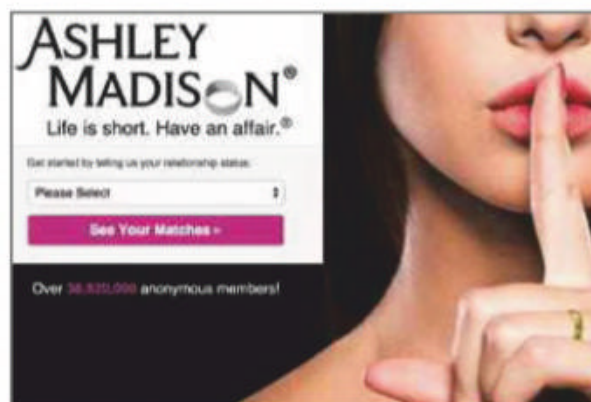 ASHLEY
MADISON®
Life is short. Have an affair.®
Get started by telling us your relationship status:
Please Select
See Your Matches »
Over anonymous members!